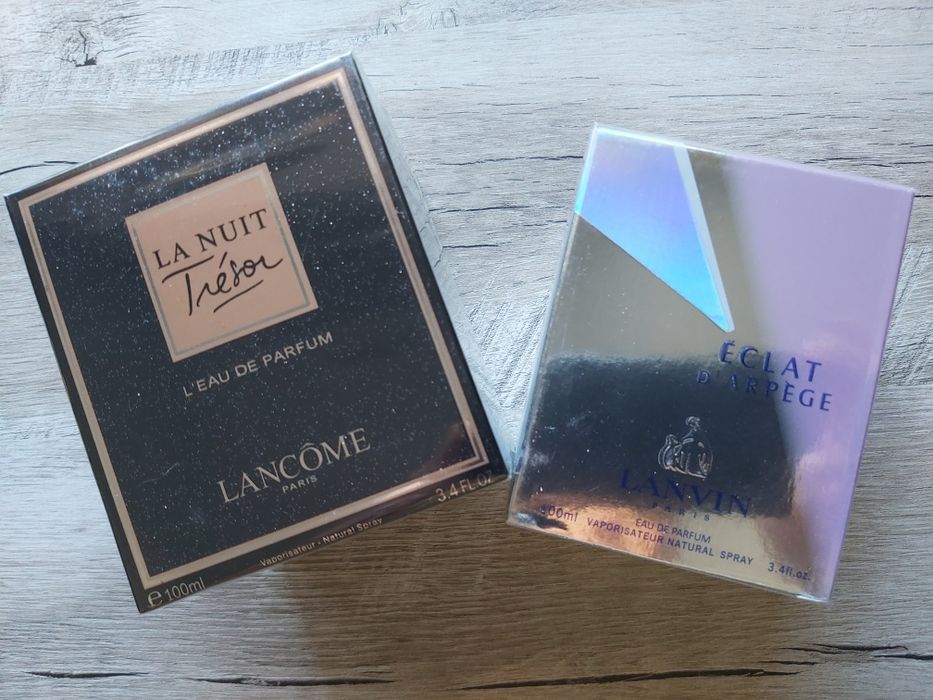 LA NUIT
Trésor
L'EAU DE PARFUM
LANCÔME
PARIS
e 100ml
Vaporisateur - Natural Spray
3.4 FL OZ
ÉCLAT
D'ARPÈGE
LANVIN
PARIS
100ml
EAU DE PARFUM
VAPORISATEUR NATURAL SPRAY
3.4fl.oz.